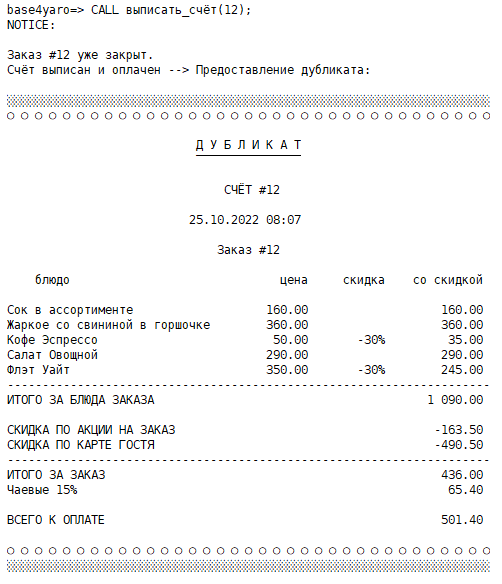 base4yaro=> CALL выписать_счёт(12);
NOTICE:
Заказ #12 уже закрыт.
Счёт выписан и оплачен --> Предоставление дубликата:
Д У Б Л И К А Т
СЧЁТ #12
25.10.2022 08:07
Заказ #12
блюдо цена скидка со скидкой
Сок в ассортименте 160.00 160.00
Жаркое со свининой в горшочке 360.00 360.00
Кофе Эспрессо 50.00 -30% 35.00
Салат Овощной 290.00 290.00
Флэт Уайт 350.00 -30% 245.00
ИТОГО ЗА БЛЮДА ЗАКАЗА 1 090.00
СКИДКА ПО АКЦИИ НА ЗАКАЗ -163.50
СКИДКА ПО КАРТЕ ГОСТЯ -490.50
ИТОГО ЗА ЗАКАЗ 436.00
Чаевые 15% 65.40
ВСЕГО К ОПЛАТЕ 501.40